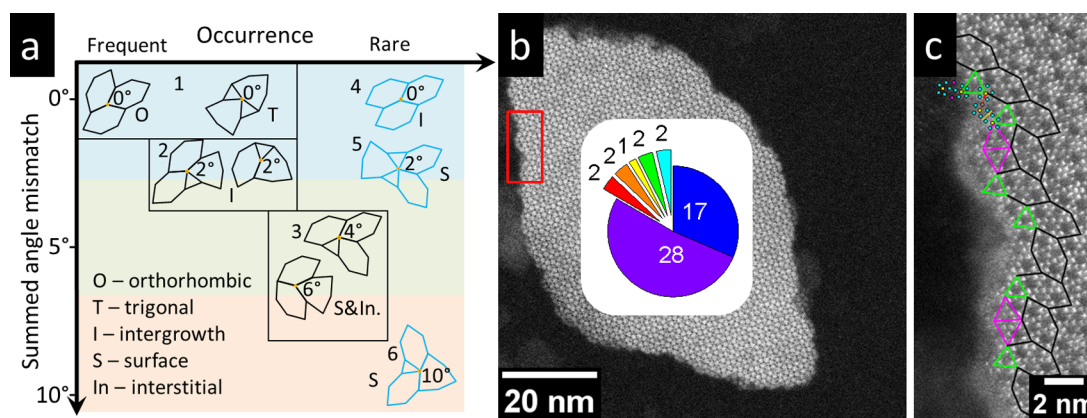 a
Frequent
Occurrence
Rare
Summed angle mismatch
0°
5°
10°
0°
O
1
0°
T
4
0°
I
2
2°
2°
I
5
2°
S
3
4°
6°
S&In.
6
10°
S
O – orthorhombic
T – trigonal
I – intergrowth
S – surface
In – interstitial
b
2
2
1
2
2
17
28
20 nm
c
2 nm